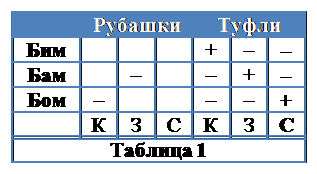 Рубашки Туфли
Бим + – –
Бам – – + –
Бом – – – +
К З С К З С
Таблица 1